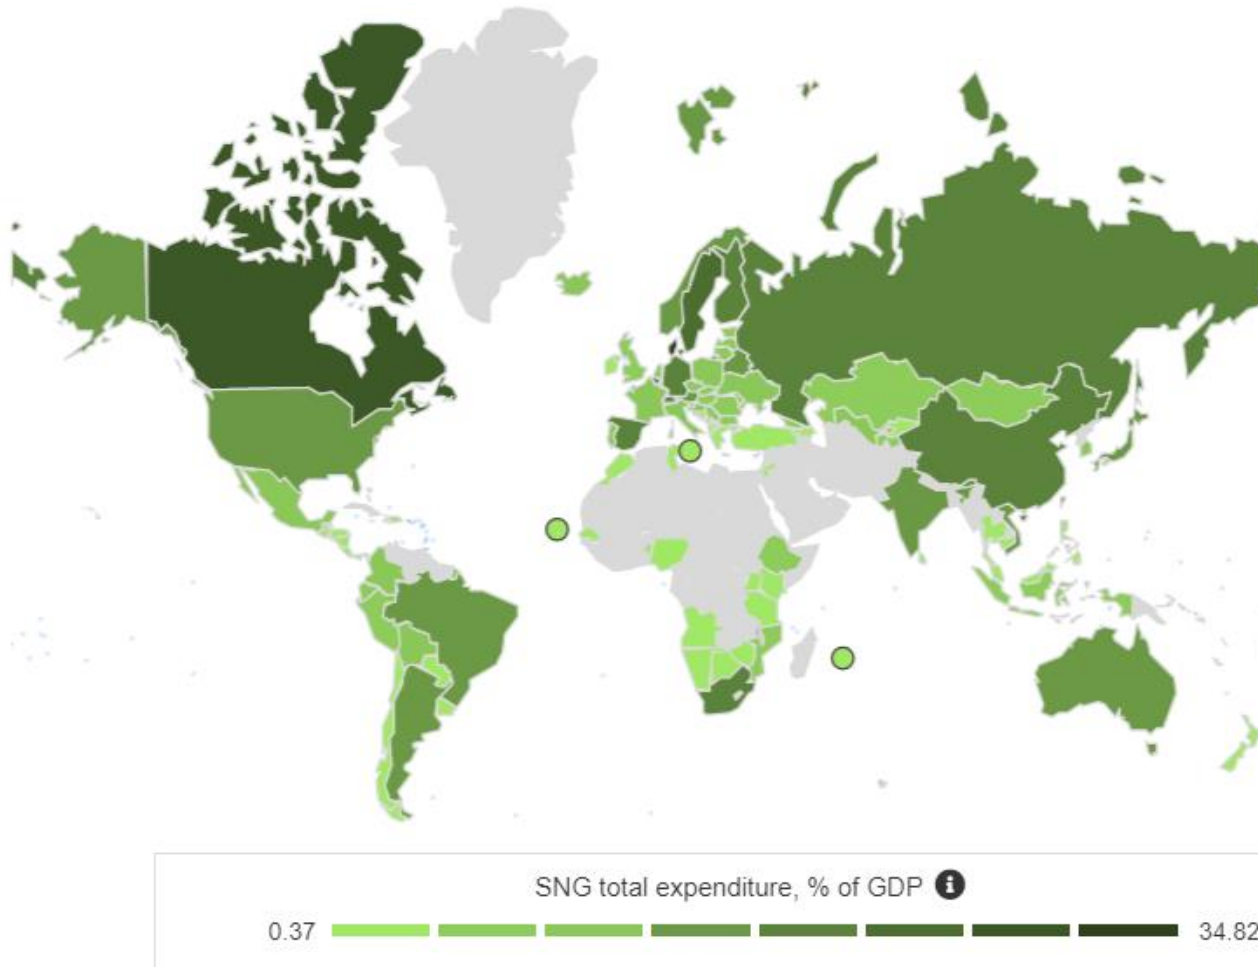 SNG total expenditure, % of GDP
0.37 34.82